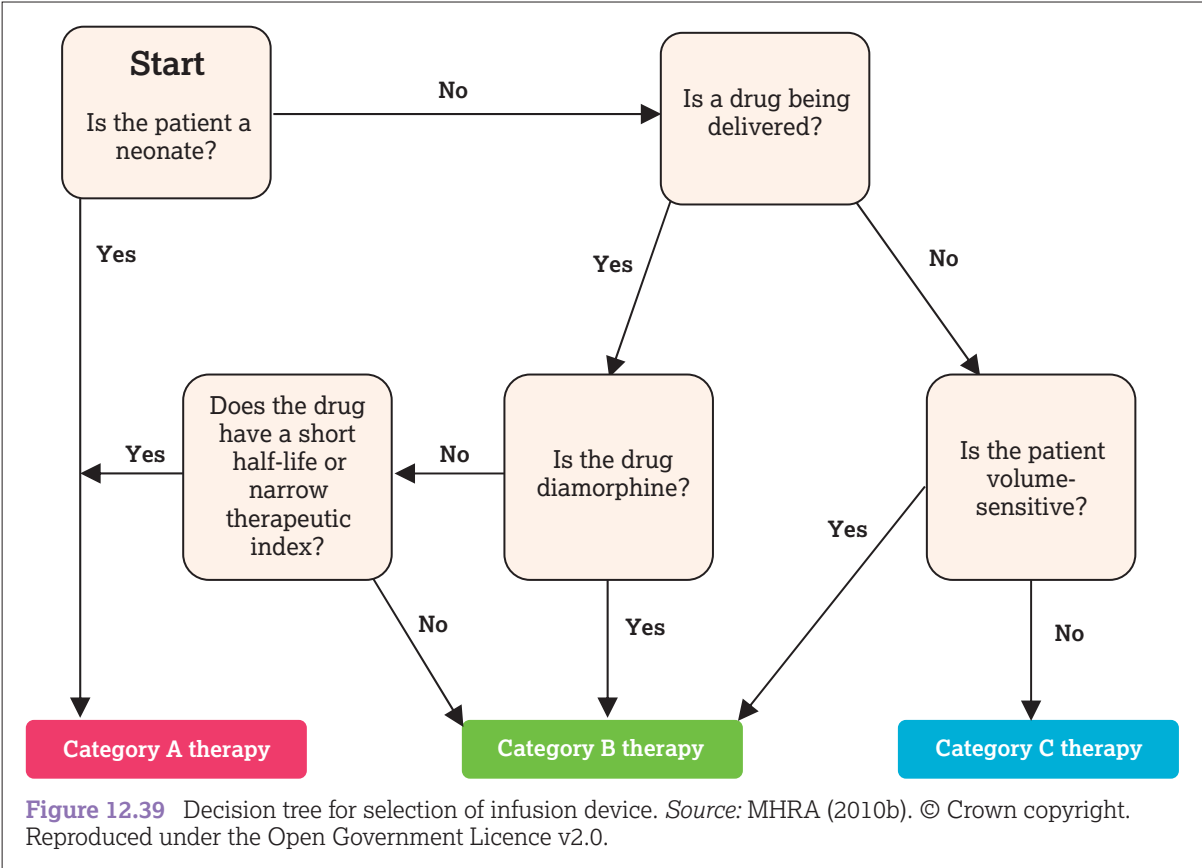 Start
Is the patient a
neonate?
No
Is a drug being
delivered?
Yes
Yes
No
Does the drug
have a short
half-life or
narrow
therapeutic
index?
Yes
No
Is the drug
diamorphine?
Is the patient
volume-
sensitive?
Yes
No
Yes
No
Category A therapy
Category B therapy
Category C therapy
Figure 12.39 Decision tree for selection of infusion device. Source: MHRA (2010b). © Crown copyright.
Reproduced under the Open Government Licence v2.0.